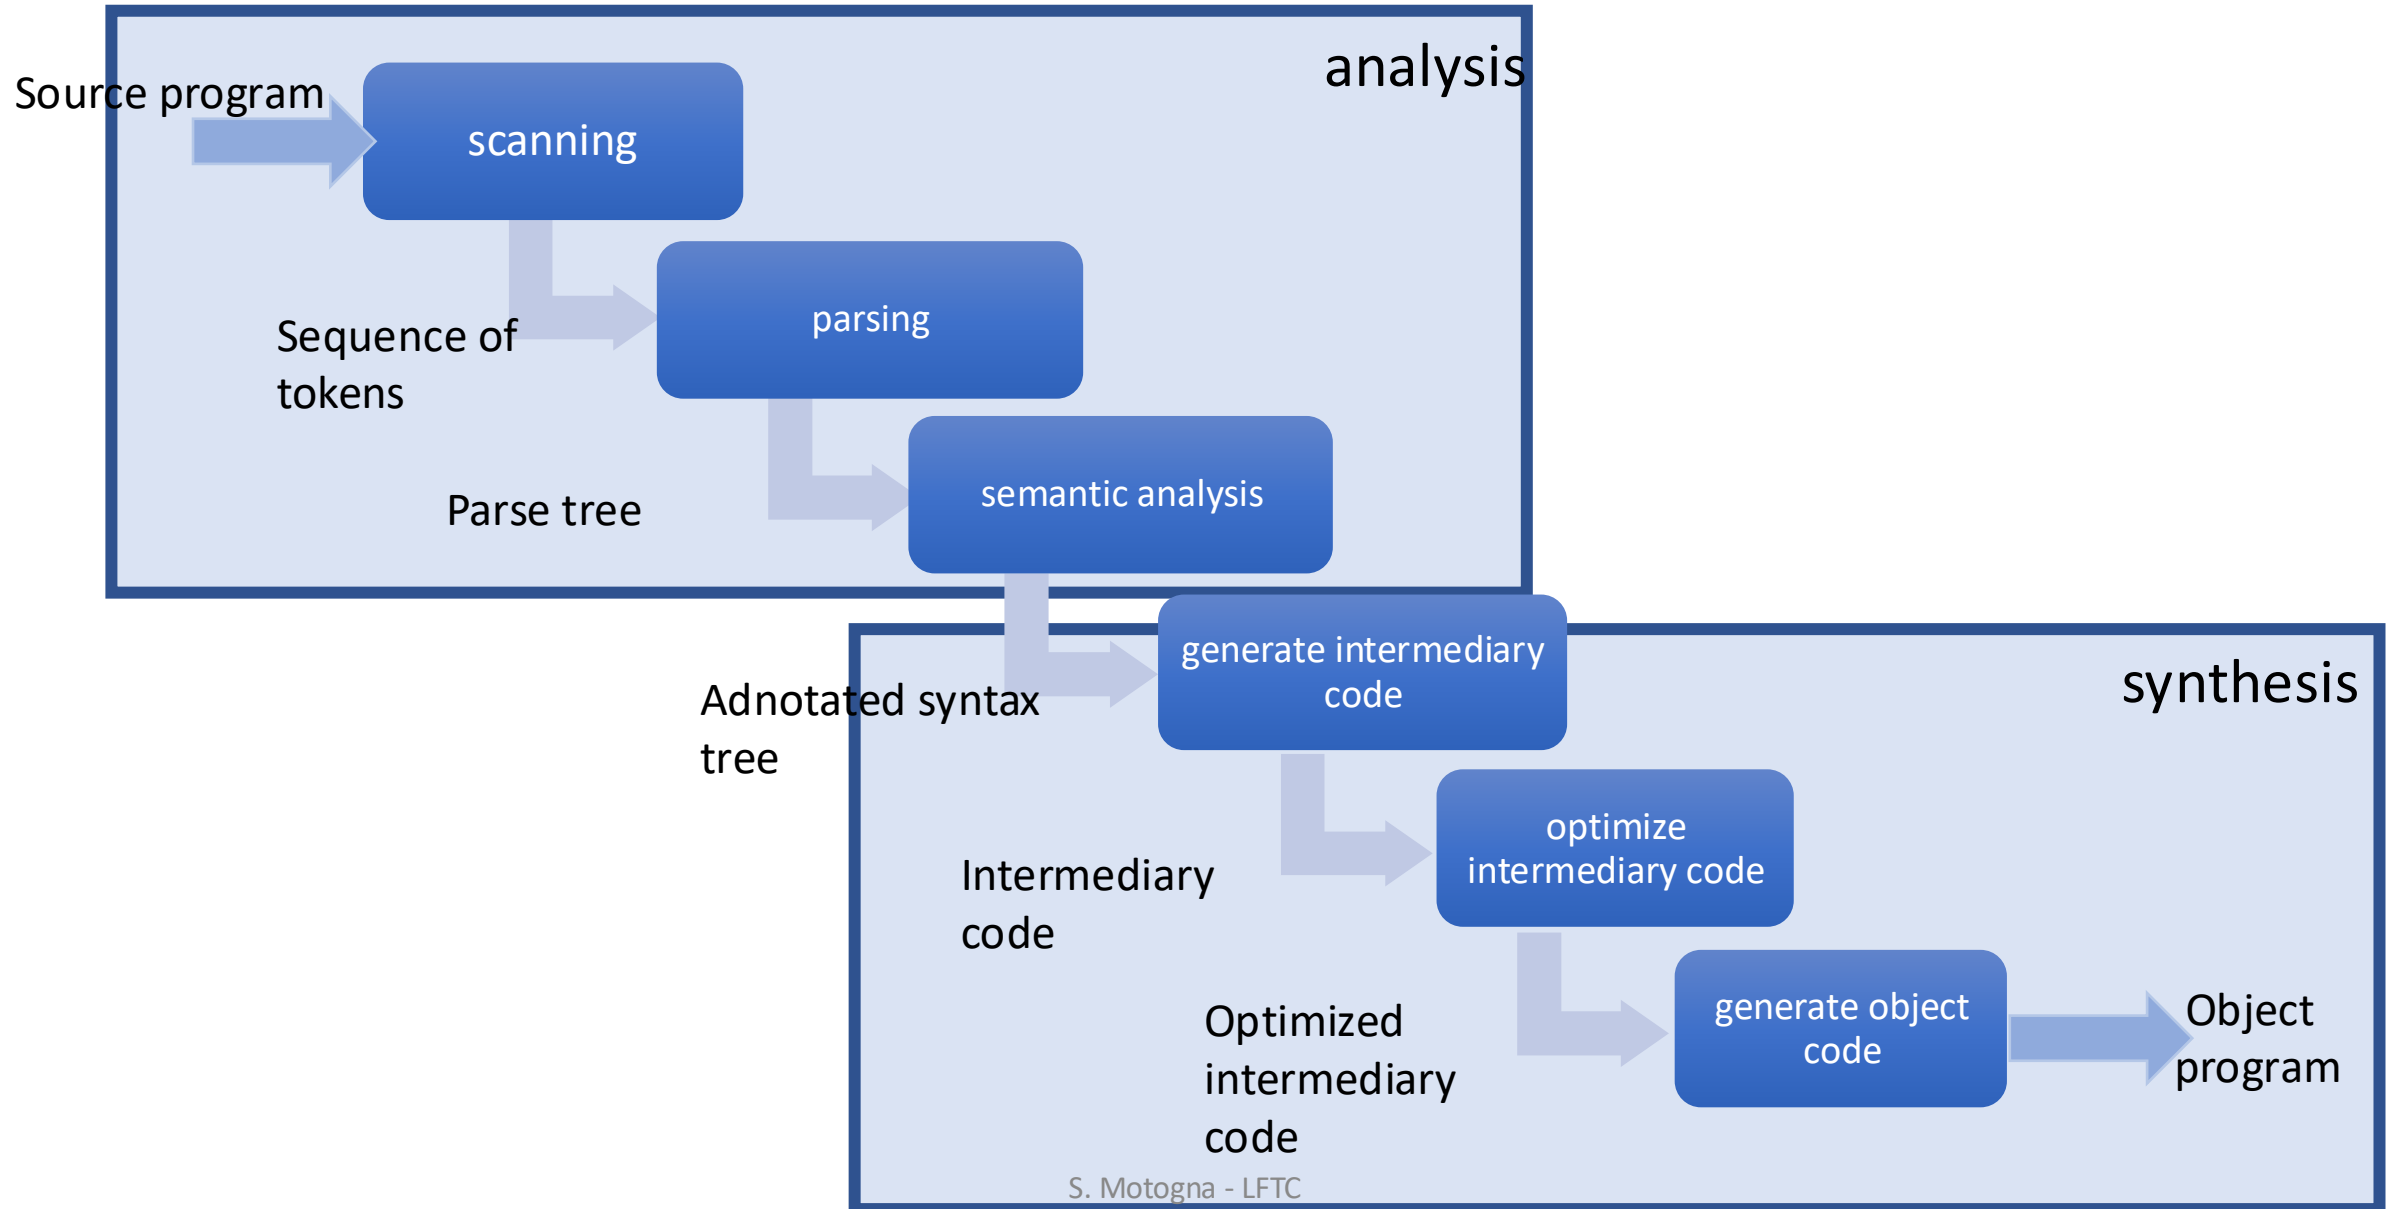 analysis
Source program
scanning
parsing
Sequence of
tokens
semantic analysis
Parse tree
generate intermediary
code
synthesis
Adnotated syntax
tree
optimize
intermediary code
Intermediary
code
generate object
code
Object
program
Optimized
intermediary
code
S. Motogna - LFTC